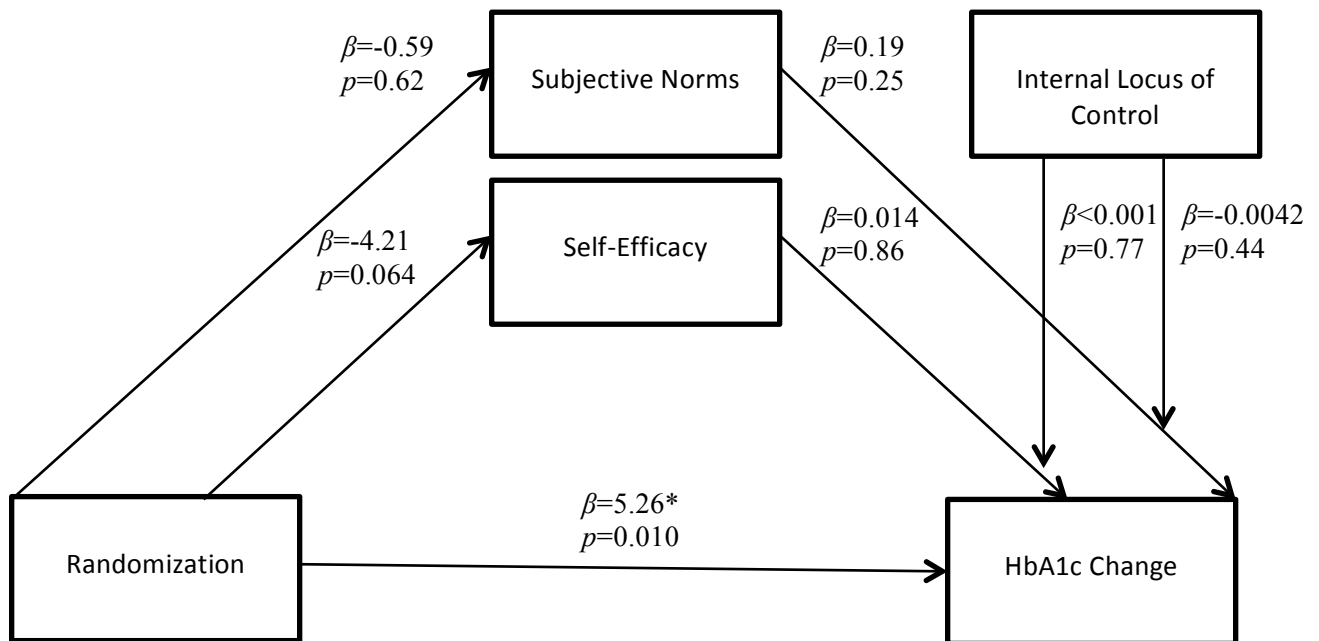 β=-0.59
p=0.62
Subjective Norms
β=0.19
p=0.25
Internal Locus of
Control
β=-4.21
p=0.064
Self-Efficacy
β=0.014
p=0.86
β<0.001
p=0.77
β=-0.0042
p=0.44
Randomization
β=5.26*
p=0.010
HbA1c Change